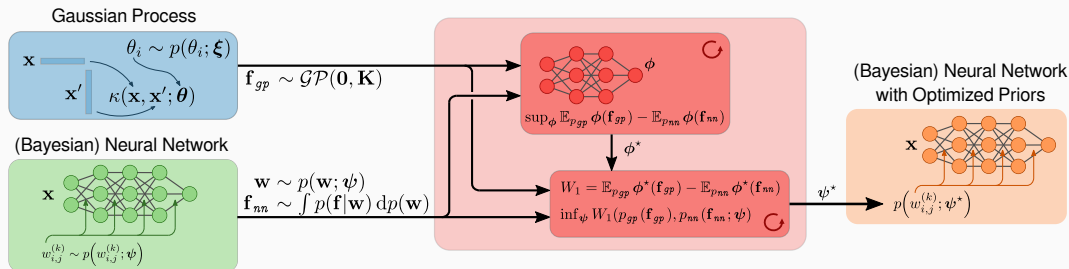 Gaussian Process
x
x′
θ_i ∼ p(θ_i; ξ)
κ(x, x′; θ)
f_gp ∼ GP(0, K)
(Bayesian) Neural Network
x
w_{i,j}^{(k)} ∼ p(w_{i,j}^{(k)}; ψ)
w ∼ p(w; ψ)
f_nn ∼ ∫ p(f|w) dp(w)
ϕ
sup_ϕ 𝔼_{p_gp} ϕ(f_gp) − 𝔼_{p_nn} ϕ(f_nn)
ϕ⋆
W_1 = 𝔼_{p_gp} ϕ⋆(f_gp) − 𝔼_{p_nn} ϕ⋆(f_nn)
inf_ψ W_1(p_gp(f_gp), p_nn(f_nn; ψ)
ψ⋆
(Bayesian) Neural Network
with Optimized Priors
x
p(w_{i,j}^{(k)}; ψ⋆)